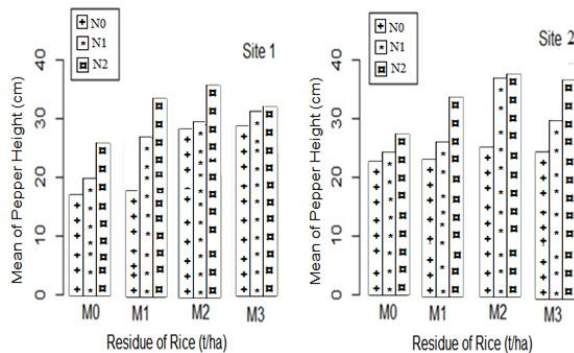 N0
N1
N2
Site 1
Mean of Pepper Height (cm)
40
30
20
10
0
M0 M1 M2 M3
Residue of Rice (t/ha)
N0
N1
N2
Site 2
Mean of Pepper Height (cm)
40
30
20
10
0
M0 M1 M2 M3
Residue of Rice (t/ha)